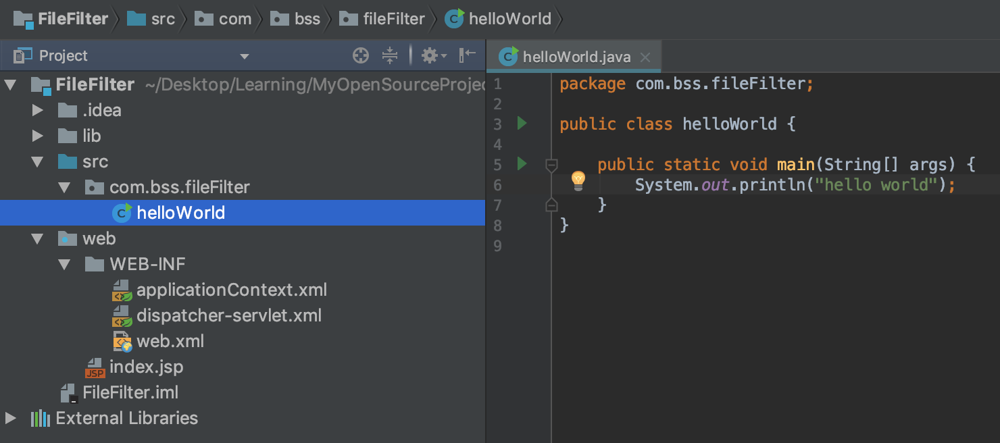 FileFilter src com bss fileFilter helloWorld
Project
FileFilter ~/Desktop/Learning/MyOpenSourceProjec
.idea
lib
src
com.bss.fileFilter
helloWorld
web
WEB-INF
applicationContext.xml
dispatcher-servlet.xml
web.xml
index.jsp
FileFilter.iml
External Libraries
helloWorld.java
1 package com.bss.fileFilter;
2
3 public class helloWorld {
4
5 public static void main(String[] args) {
6 System.out.println("hello world");
7 }
8 }
9